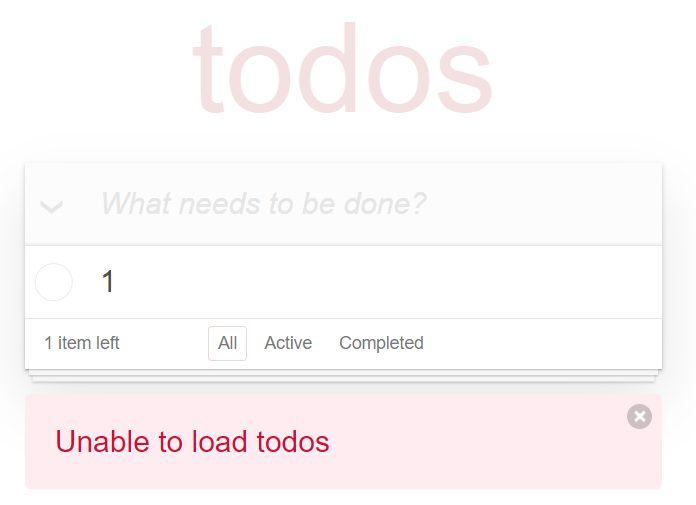 todos
What needs to be done?
1
1 item left All Active Completed
Unable to load todos